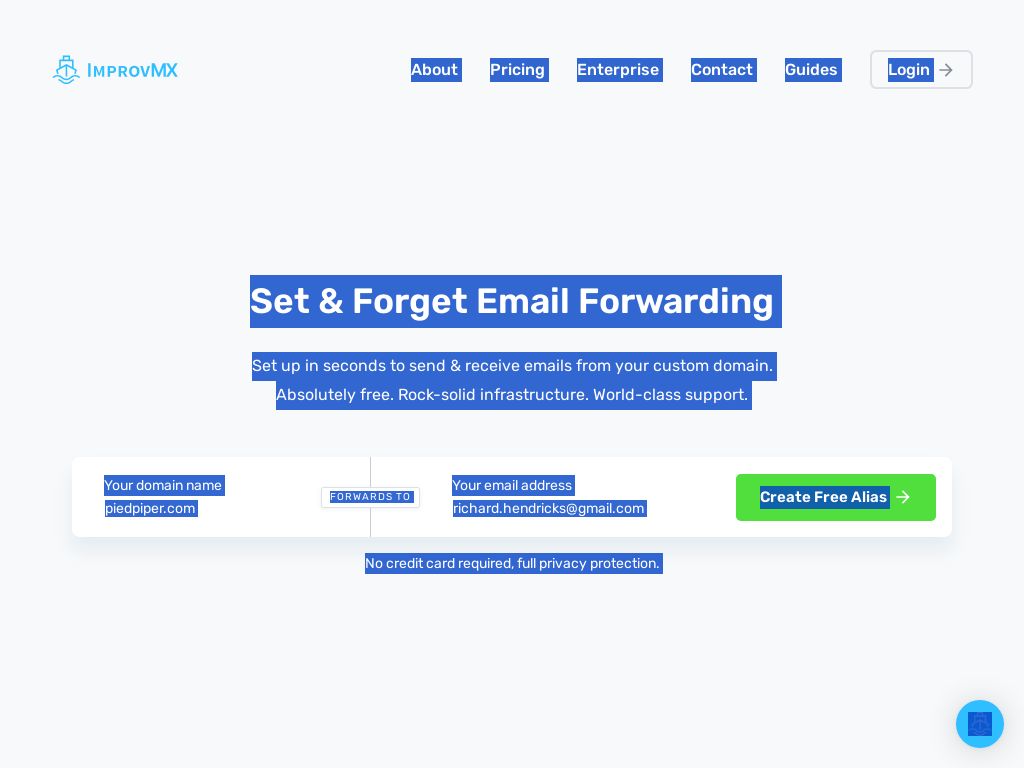 IMPROVMX
About
Pricing
Enterprise
Contact
Guides
Login
Set & Forget Email Forwarding
Set up in seconds to send & receive emails from your custom domain.
Absolutely free. Rock-solid infrastructure. World-class support.
Your domain name
piedpiper.com
FORWARDS TO
Your email address
richard.hendricks@gmail.com
Create Free Alias
No credit card required, full privacy protection.